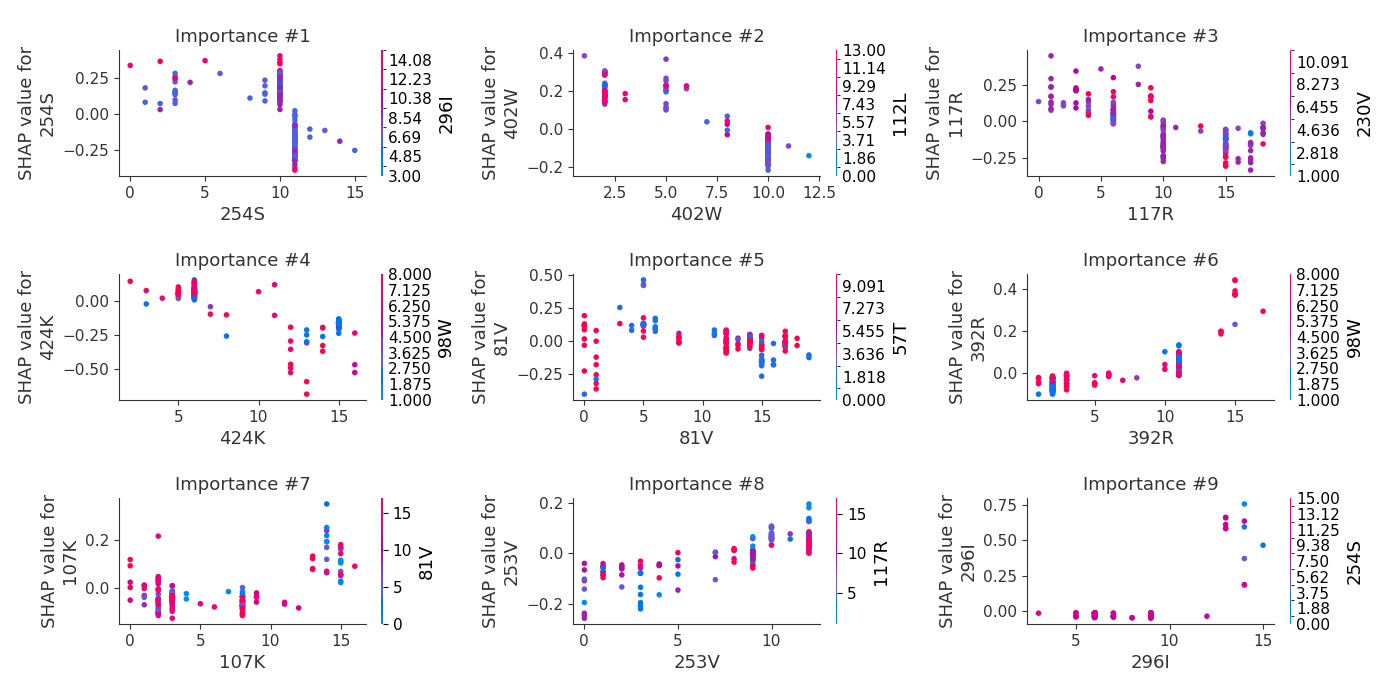 Importance #1
SHAP value for
254S
0.25
0.00
−0.25
0
5
10
15
254S
14.08
12.23
10.38
8.54
6.69
4.85
3.00
296I
Importance #2
SHAP value for
402W
0.4
0.2
0.0
−0.2
2.5
5.0
7.5
10.0
12.5
402W
13.00
11.14
9.29
7.43
5.57
3.71
1.86
0.00
112L
Importance #3
SHAP value for
117R
0.25
0.00
−0.25
0
5
10
15
117R
10.091
8.273
6.455
4.636
2.818
1.000
230V
Importance #4
SHAP value for
424K
0.00
−0.25
−0.50
5
10
15
424K
8.000
7.125
6.250
5.375
4.500
3.625
2.750
1.875
1.000
98W
Importance #5
SHAP value for
81V
0.50
0.25
0.00
−0.25
0
5
10
15
81V
9.091
7.273
5.455
3.636
1.818
0.000
57T
Importance #6
SHAP value for
392R
0.4
0.2
0.0
5
10
15
392R
8.000
7.125
6.250
5.375
4.500
3.625
2.750
1.875
1.000
98W
Importance #7
SHAP value for
107K
0.2
0.0
0
5
10
15
107K
15
10
5
0
81V
Importance #8
SHAP value for
253V
0.2
0.0
−0.2
0
5
10
253V
15
10
5
117R
Importance #9
SHAP value for
296I
0.75
0.50
0.25
0.00
5
10
15
296I
15.00
13.12
11.25
9.38
7.50
5.62
3.75
1.88
0.00
254S